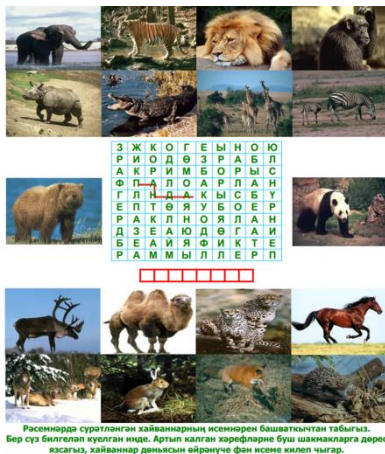 З Ж К О Г Е Ы Н О Ю
Р И О Д Ө З Р А Б Л
А К Р И М Б О Р Ы С
Ф П А Л О А Р Л А Н
Г Л Н Д А К Ы С Б Ү
Е П Т Ө Я У Б О Е Р
Р А К Л Н О Я Л А Н
Д З Е А Ю Д Ө Г А И
Б Е А Й Я Ф И К Т Е
Р А М М Ы Л Л Е Р П
Рәсемнәрдә сурәтләнгән хайваннарның исемнәрен башваткычтан табыгыз.
Бер сүз билгеләп куелган инде. Артып калган хәрефләрне буш шакмакларга дөрес
язсагыз, хайваннар дөньясын өйрәнүче фән исеме килеп чыгар.